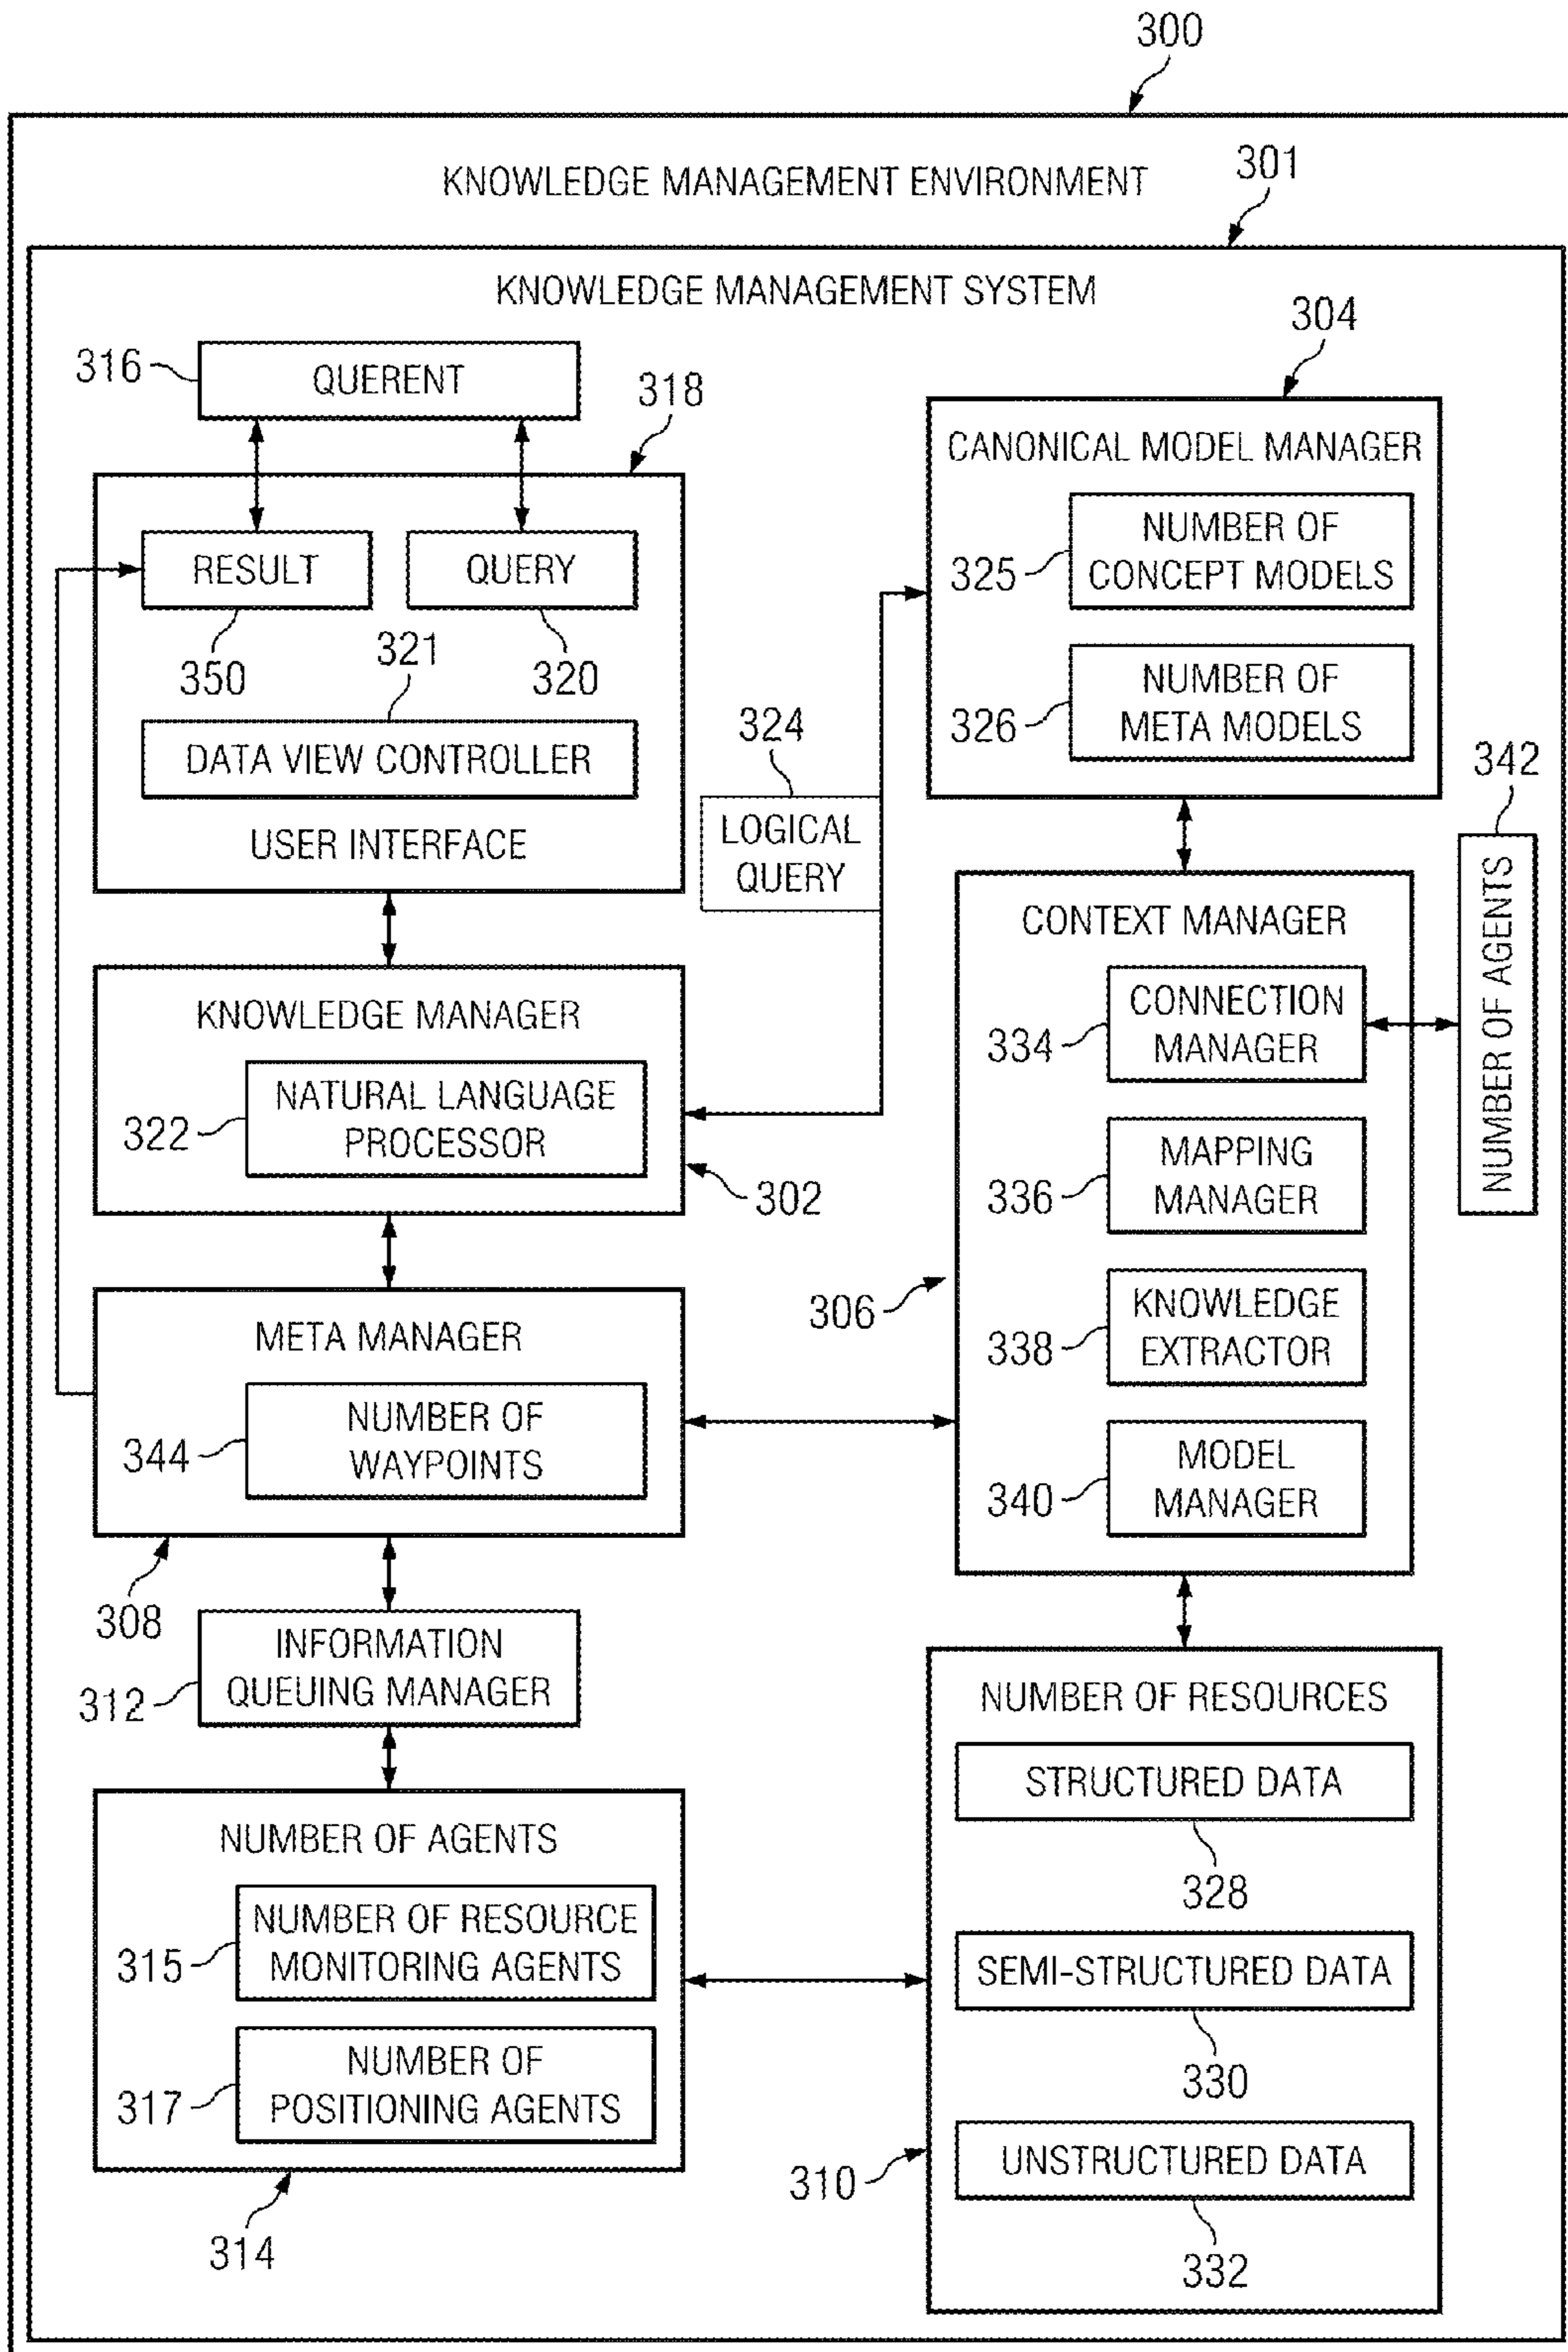 300
KNOWLEDGE MANAGEMENT ENVIRONMENT
301
KNOWLEDGE MANAGEMENT SYSTEM
316
QUERENT
318
RESULT
QUERY
350
321
320
DATA VIEW CONTROLLER
USER INTERFACE
304
CANONICAL MODEL MANAGER
325
NUMBER OF
CONCEPT MODELS
326
NUMBER OF
META MODELS
324
LOGICAL
QUERY
342
NUMBER OF AGENTS
KNOWLEDGE MANAGER
322
NATURAL LANGUAGE
PROCESSOR
302
CONTEXT MANAGER
334
CONNECTION
MANAGER
336
MAPPING
MANAGER
306
338
KNOWLEDGE
EXTRACTOR
340
MODEL
MANAGER
META MANAGER
344
NUMBER OF
WAYPOINTS
308
312
INFORMATION
QUEUING MANAGER
NUMBER OF AGENTS
315
NUMBER OF RESOURCE
MONITORING AGENTS
317
NUMBER OF
POSITIONING AGENTS
314
NUMBER OF RESOURCES
STRUCTURED DATA
328
SEMI-STRUCTURED DATA
330
310
UNSTRUCTURED DATA
332